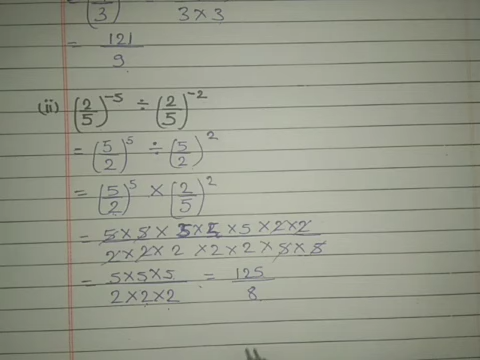 3 3 × 3
= 121/9
(ii) (2/5)^-5 ÷ (2/5)^-2
= (5/2)^5 ÷ (5/2)^2
= (5/2)^5 × (2/5)^2
= 5 × 5 × 5 × 5 × 5 × 2 × 2 / 2 × 2 × 2 × 2 × 2 × 5 × 5
= 5×5×5 / 2×2×2 = 125/8